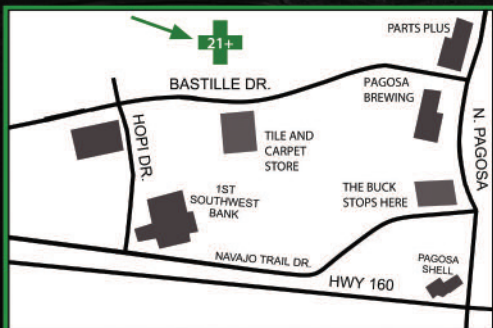 21+
PARTS PLUS
BASTILLE DR.
PAGOSA
BREWING
N. PAGOSA
HOPI DR.
TILE AND
CARPET
STORE
1ST
SOUTHWEST
BANK
THE BUCK
STOPS HERE
NAVAJO TRAIL DR.
PAGOSA
SHELL
HWY 160